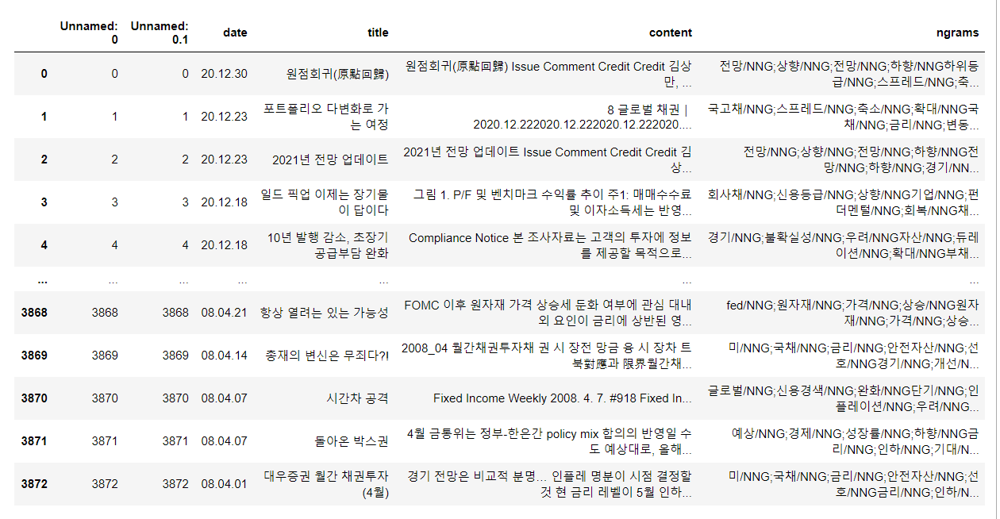 Unnamed: 0 Unnamed: 0.1 date title content ngrams
0 0 0 20.12.30 원점회귀(原點回歸) 원점회귀(原點回歸) Issue Comment Credit Credit 김상만, ... 전망/NNG;상향/NNG;전망/NNG;하향/NNG하위등급/NNG;스프레드/NNG;축...
1 1 1 20.12.23 포트폴리오 다변화로 가는 여정 8 글로벌 채권 | 2020.12.222020.12.222020.12.222020.... 국고채/NNG;스프레드/NNG;축소/NNG;확대/NNG국채/NNG;금리/NNG;변동...
2 2 2 20.12.23 2021년 전망 업데이트 2021년 전망 업데이트 Issue Comment Credit Credit 김상... 전망/NNG;상향/NNG;전망/NNG;하향/NNG전망/NNG;하향/NNG;경기/NN...
3 3 3 20.12.18 일드 픽업 이제는 장기물이 답이다 그림 1. P/F 및 벤치마크 수익률 추이 주1: 매매수수료 및 이자소득세는 반영... 회사채/NNG;신용등급/NNG;상향/NNG기업/NNG;펀더멘털/NNG;회복/NNG채...
4 4 4 20.12.18 10년 발행 감소, 초장기 공급부담 완화 Compliance Notice 본 조사자료는 고객의 투자에 정보를 제공할 목적으로... 경기/NNG;불확실성/NNG;우려/NNG자산/NNG;듀레이션/NNG;확대/NNG부채...
... ... ... ... ... ... ...
3868 3868 3868 08.04.21 항상 열려는 있는 가능성 FOMC 이후 원자재 가격 상승세 둔화 여부에 관심 대내외 요인이 금리에 상반된 영... fed/NNG;원자재/NNG;가격/NNG;상승/NNG원자재/NNG;가격/NNG;상승...
3869 3869 3869 08.04.14 총재의 변신은 무죄다?! 2008_04 월간채권투자채 권 시 장전 망금 융 시 장차 트북對應과 限界월간채... 미/NNG;국채/NNG;금리/NNG;안전자산/NNG;선호/NNG경기/NNG;개선/N...
3870 3870 3870 08.04.07 시간차 공격 Fixed Income Weekly 2008. 4. 7. #918 Fixed In... 글로벌/NNG;신용경색/NNG;완화/NNG단기/NNG;인플레이션/NNG;우려/NNG...
3871 3871 3871 08.04.07 돌아온 박스권 4월 금통위는 정부-한은간 policy mix 합의의 반영일 수도 예상대로, 올해... 예상/NNG;경제/NNG;성장률/NNG;하향/NNG금리/NNG;인하/NNG;기대/N...
3872 3872 3872 08.04.01 대우증권 월간 채권투자(4월) 경기 전망은 비교적 분명... 인플레 명분이 시점 결정할 것 현 금리 레벨이 5월 인하... 미/NNG;국채/NNG;금리/NNG;안전자산/NNG;선호/NNG금리/NNG;인하/N...